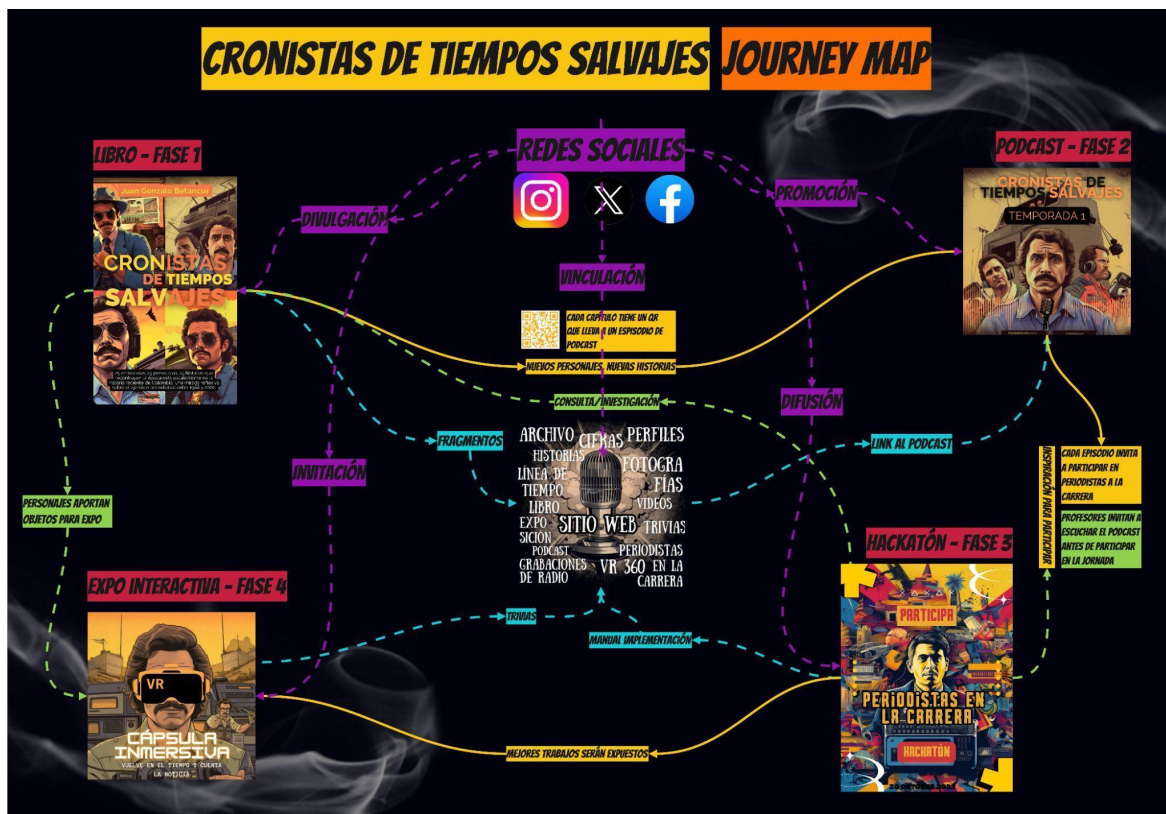 CRONISTAS DE TIEMPOS SALVAJES JOURNEY MAP
LIBRO - FASE 1
REDES SOCIALES
PODCAST - FASE 2
Juan Gonzalo Betancur
CRONISTAS
DE TIEMPOS
SALVAJES
DIVULGACIÓN
PROMOCIÓN
CRONISTAS DE
TIEMPOS SALVAJES
TEMPORADA 1
VINCULACIÓN
CADA CAPÍTULO TIENE UN QR
QUE LLEVA A UN ESPISODIO DE
PODCAST
NUEVOS PERSONAJES, NUEVAS HISTORIAS
CONSULTA/INVESTIGACIÓN
DIFUSIÓN
FRAGMENTOS
LINK AL PODCAST
INVITACIÓN
ARCHIVO CIFRAS PERFILES
HISTORIAS
FOTOGRA
FÍAS
LÍNEA DE
TIEMPO
VIDEOS
LIBRO
EXPO
SICIÓN
SITIO WEB
TRIVIAS
PODCAST
PERIODISTAS
EN LA
CARRERA
GRABACIONES
DE RADIO
VR 360
PERSONAJES APORTAN
OBJETOS PARA EXPO
INSPIRACIÓN PARA PARTICIPAR
CADA EPISODIO INVITA
A PARTICIPAR EN
PERIODISTAS A LA
CARRERA
PROFESORES INVITAN A
ESCUCHAR EL PODCAST
ANTES DE PARTICIPAR
EN LA JORNADA
HACKATÓN - FASE 3
EXPO INTERACTIVA - FASE 4
TRIVIAS
MANUAL IMPLEMENTACIÓN
PARTICIPA
PERIODISTAS EN
LA CARRERA
HACKATÓN
VR
CÁPSULA
INMERSIVA
VUELVE EN EL TIEMPO Y CUENTA
LA NOTICIA
MEJORES TRABAJOS SERÁN EXPUESTOS